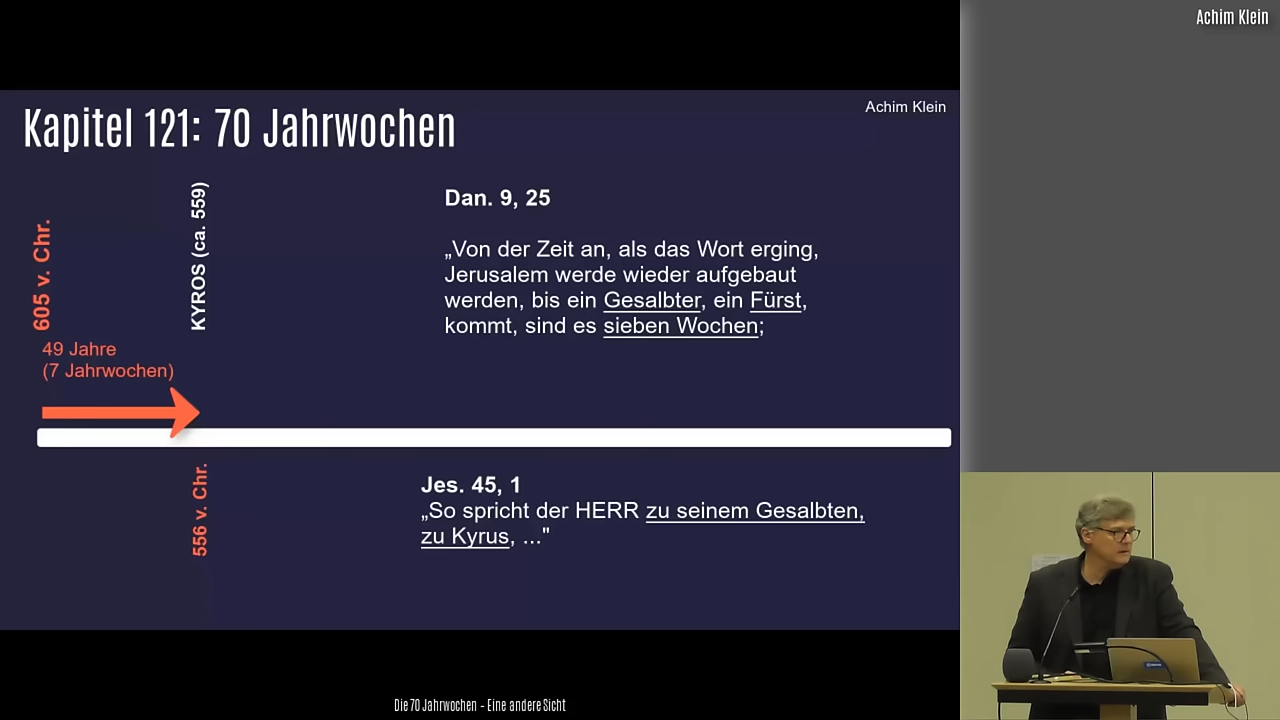 Achim Klein
Kapitel 121: 70 Jahrwochen
Achim Klein
605 v. Chr.
KYROS (ca. 559)
49 Jahre
(7 Jahrwochen)
Dan. 9, 25
„Von der Zeit an, als das Wort erging,
Jerusalem werde wieder aufgebaut
werden, bis ein Gesalbter, ein Fürst,
kommt, sind es sieben Wochen;
556 v. Chr.
Jes. 45, 1
„So spricht der HERR zu seinem Gesalbten,
zu Kyrus, ..."
Die 70 Jahrwochen - Eine andere Sicht